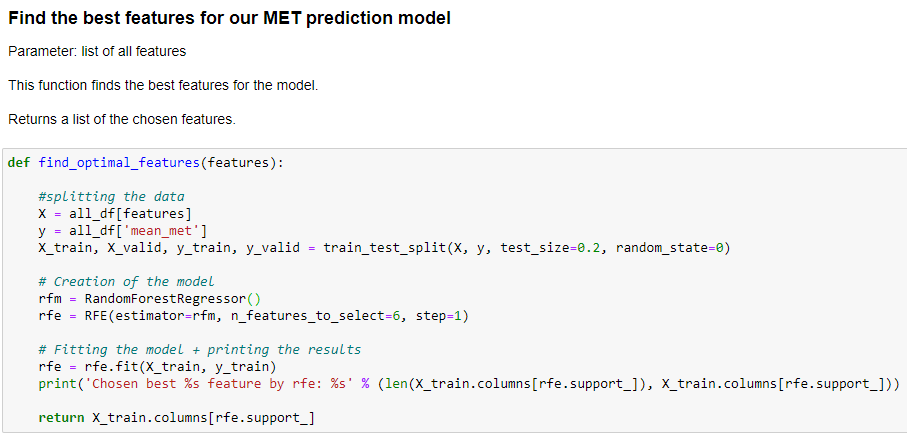 Find the best features for our MET prediction model
Parameter: list of all features
This function finds the best features for the model.
Returns a list of the chosen features.
def find_optimal_features(features):
    #splitting the data
    X = all_df[features]
    y = all_df['mean_met']
    X_train, X_valid, y_train, y_valid = train_test_split(X, y, test_size=0.2, random_state=0)
    # Creation of the model
    rfm = RandomForestRegressor()
    rfe = RFE(estimator=rfm, n_features_to_select=6, step=1)
    # Fitting the model + printing the results
    rfe = rfe.fit(X_train, y_train)
    print('Chosen best %s feature by rfe: %s' % (len(X_train.columns[rfe.support_]), X_train.columns[rfe.support_]))
    return X_train.columns[rfe.support_]